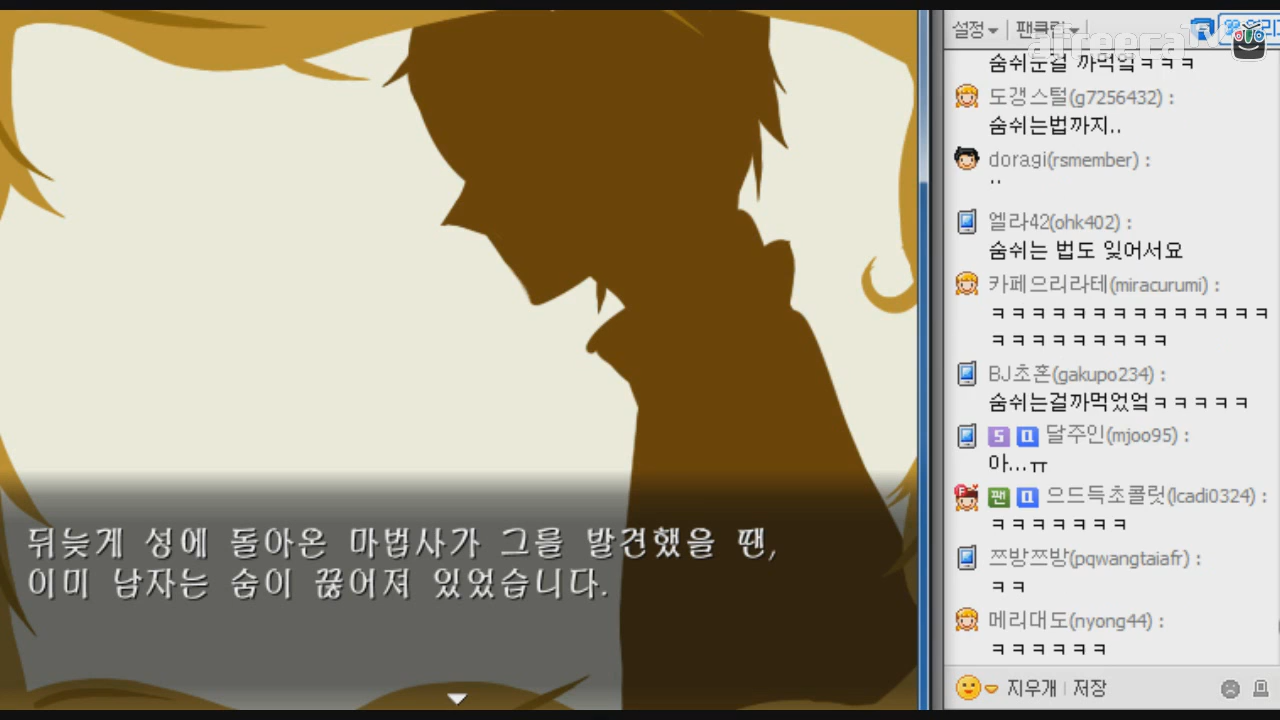 뒤늦게 성에 돌아온 마법사가 그를 발견했을 땐,
이미 남자는 숨이 끊어져 있었습니다.
설정 팬클럽
숨쉬는걸 까먹엌ㅋㅋㅋ
도갱스털(g7256432) :
숨쉬는법까지..
doragi(rsmember) :
..
엘라42(ohk402) :
숨쉬는 법도 잊어서요
카페으리라테(miracurumi) :
ㅋㅋㅋㅋㅋㅋㅋㅋㅋㅋㅋㅋㅋㅋ
ㅋㅋㅋㅋㅋㅋㅋㅋㅋ
BJ초혼(gakupo234) :
숨쉬는걸까먹었엌ㅋㅋㅋㅋ
S 달주인(mjoo95) :
아...ㅠ
F 팬 으드득초콜릿(lcadi0324) :
ㅋㅋㅋㅋㅋㅋㅋ
쯔방쯔방(pqwangtaiafr) :
ㅋㅋ
메리대도(nyong44) :
ㅋㅋㅋㅋㅋㅋ
지우개 저장